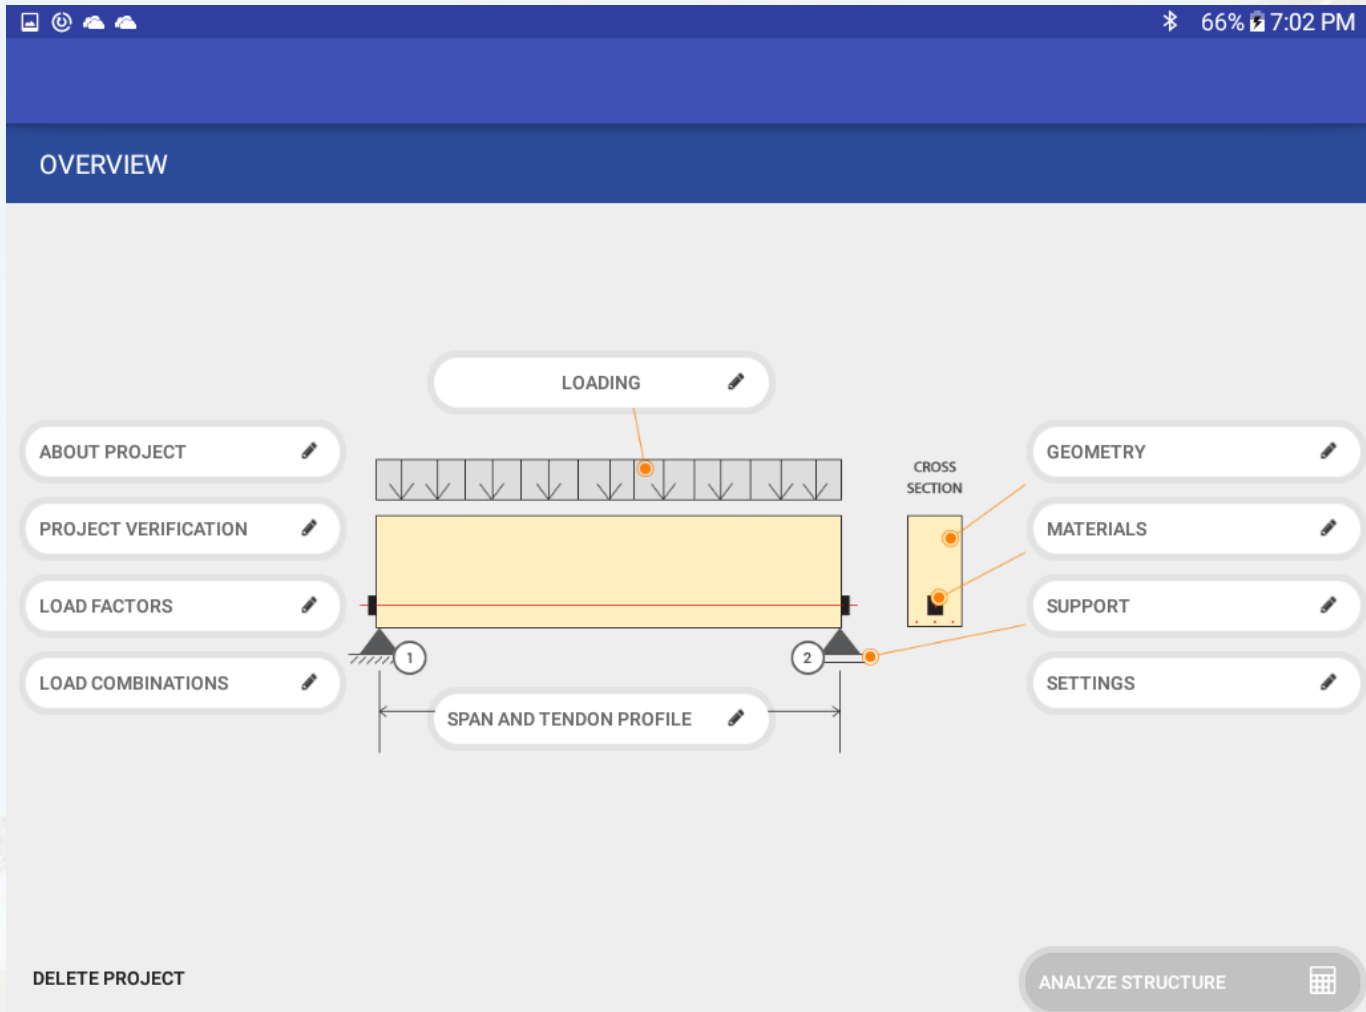 66% 7:02 PM
OVERVIEW
LOADING
ABOUT PROJECT
PROJECT VERIFICATION
LOAD FACTORS
LOAD COMBINATIONS
CROSS
SECTION
GEOMETRY
MATERIALS
SUPPORT
SETTINGS
1
2
SPAN AND TENDON PROFILE
DELETE PROJECT
ANALYZE STRUCTURE